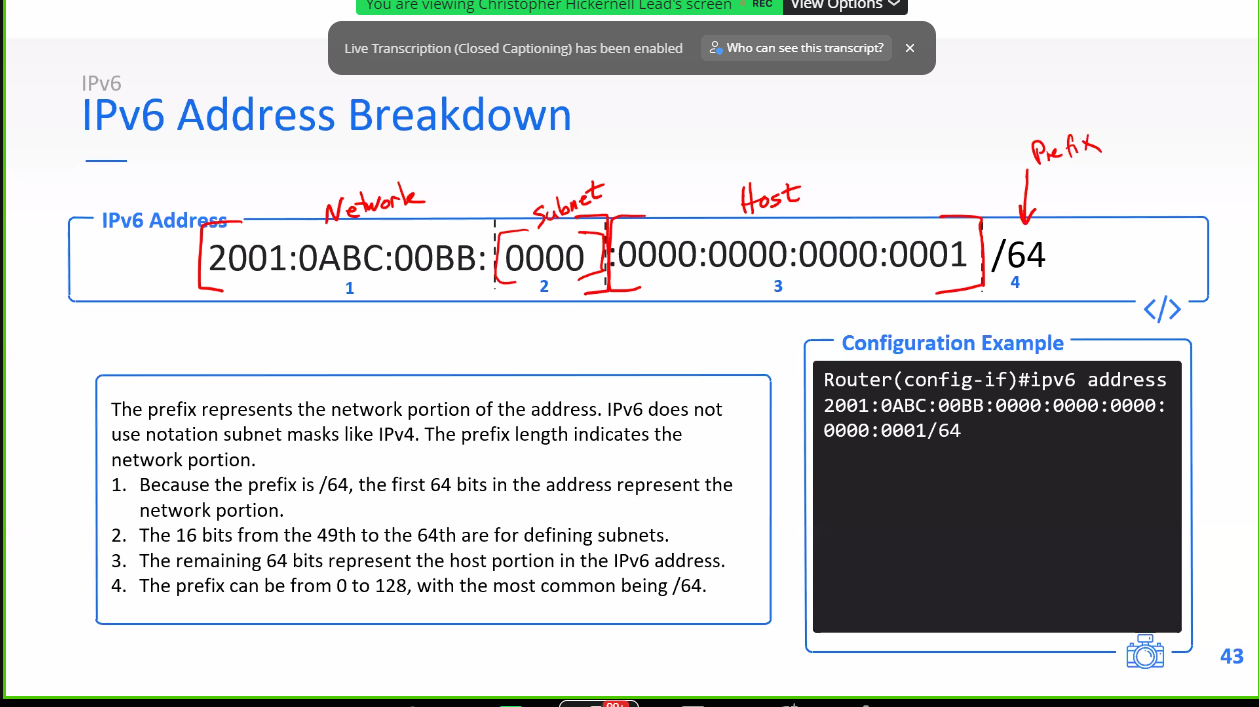 You are viewing Christopher Hickernell Lead's screen REC View Options
Live Transcription (Closed Captioning) has been enabled Who can see this transcript?
IPv6
IPv6 Address Breakdown
Prefix
Network Subnet Host
IPv6 Address
2001:0ABC:00BB: 0000 :0000:0000:0000:0001 /64
1 2 3 4
</>
Configuration Example
Router(config-if)#ipv6 address
2001:0ABC:00BB:0000:0000:0000:
0000:0001/64
The prefix represents the network portion of the address. IPv6 does not
use notation subnet masks like IPv4. The prefix length indicates the
network portion.
1. Because the prefix is /64, the first 64 bits in the address represent the
network portion.
2. The 16 bits from the 49th to the 64th are for defining subnets.
3. The remaining 64 bits represent the host portion in the IPv6 address.
4. The prefix can be from 0 to 128, with the most common being /64.
43